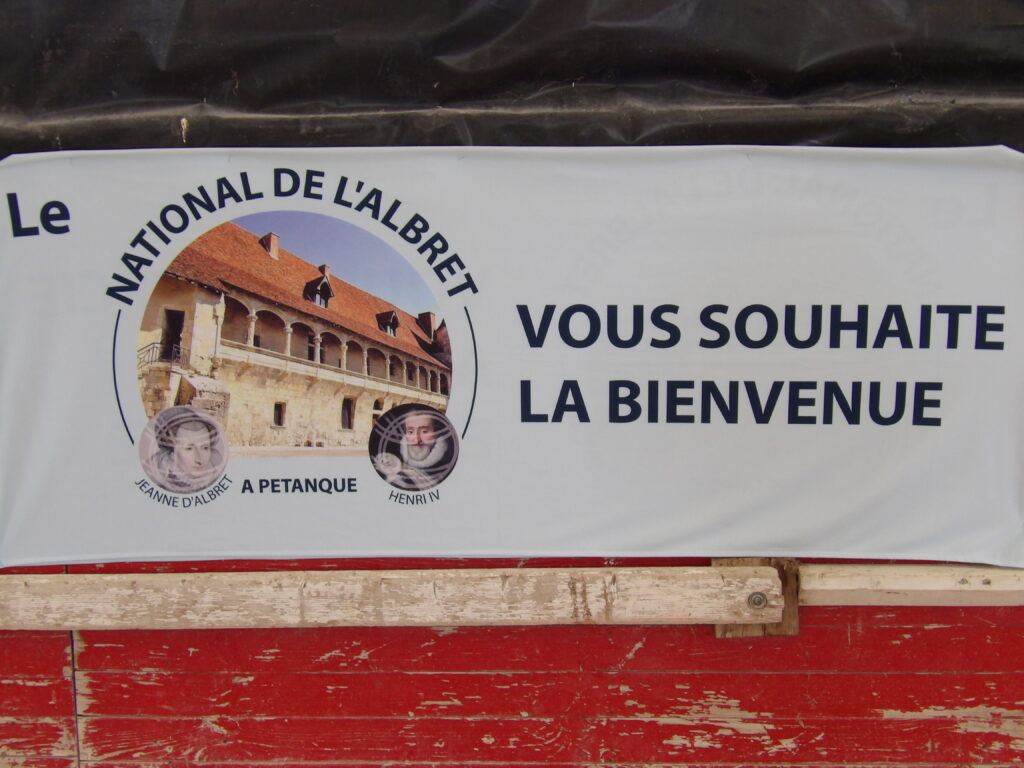 Le
NATIONAL DE L'ALBRET
VOUS SOUHAITE
LA BIENVENUE
JEANNE D'ALBRET
A PETANQUE
HENRI IV